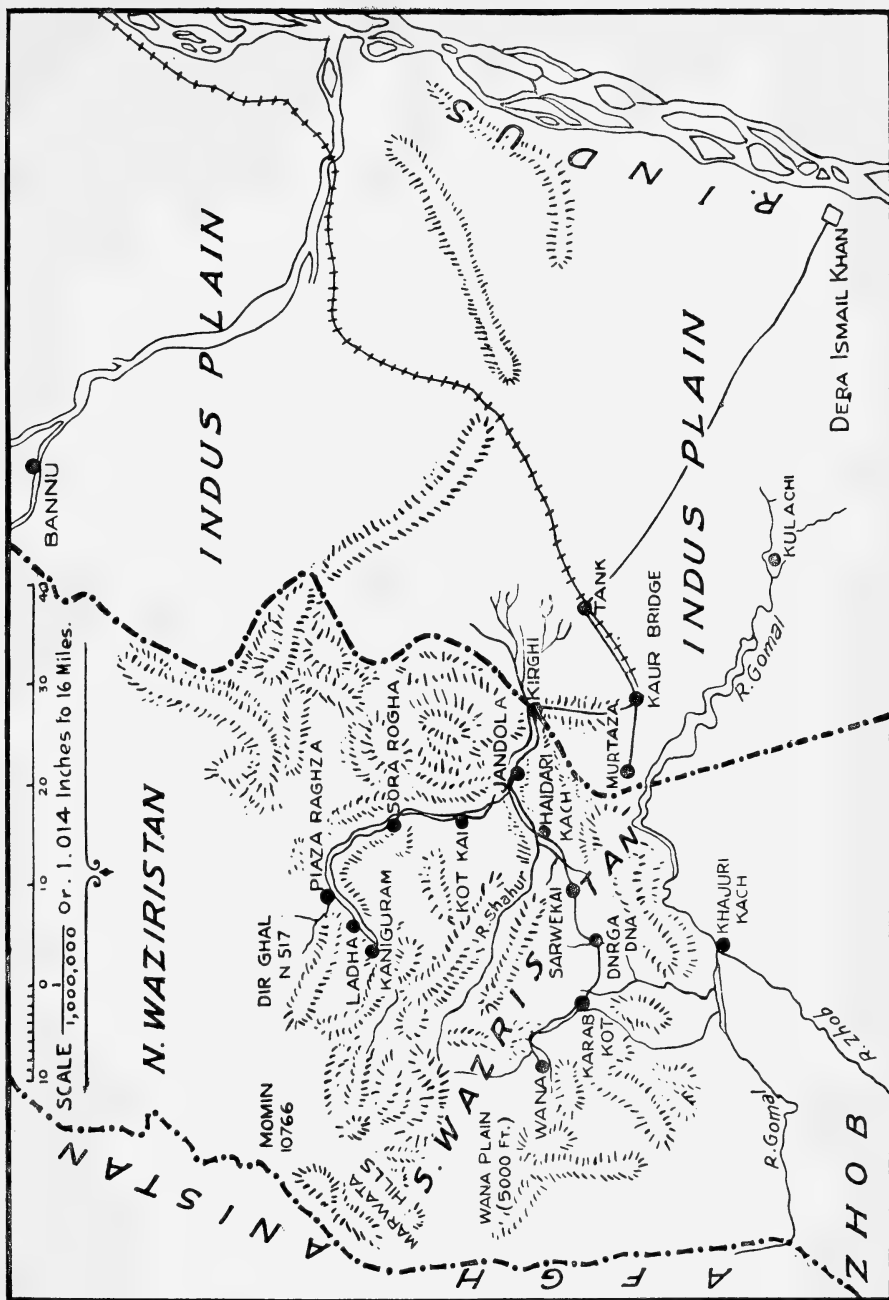 SCALE 1/1,000,000 Or. 1.014 Inches to 16 Miles.
10 0 10 20 30 40
AFGHANISTAN
N. WAZIRISTAN
BANNU
INDUS PLAIN
R. INDUS
MOMIN
10766
DIR GHAL
N 517
PIAZA RAGHZA
LADHA
KANIGURAM
SORA ROGHA
KOT KAI
MARWATA
HILLS
S. WAZRISTAN
R. Shahur
JANDOLA
KIRGHI
HAIDARI
KACH
WANA PLAIN
(5000 FT.)
WANA
KARAB
KOT
SARWEKAI
DNRGA
DNA
MURTAZA
KAUR BRIDGE
TANK
INDUS PLAIN
DERA ISMAIL KHAN
KULACHI
R. Gomal
KHAJURI
KACH
R. Gomal
R. Zhob
ZHOB